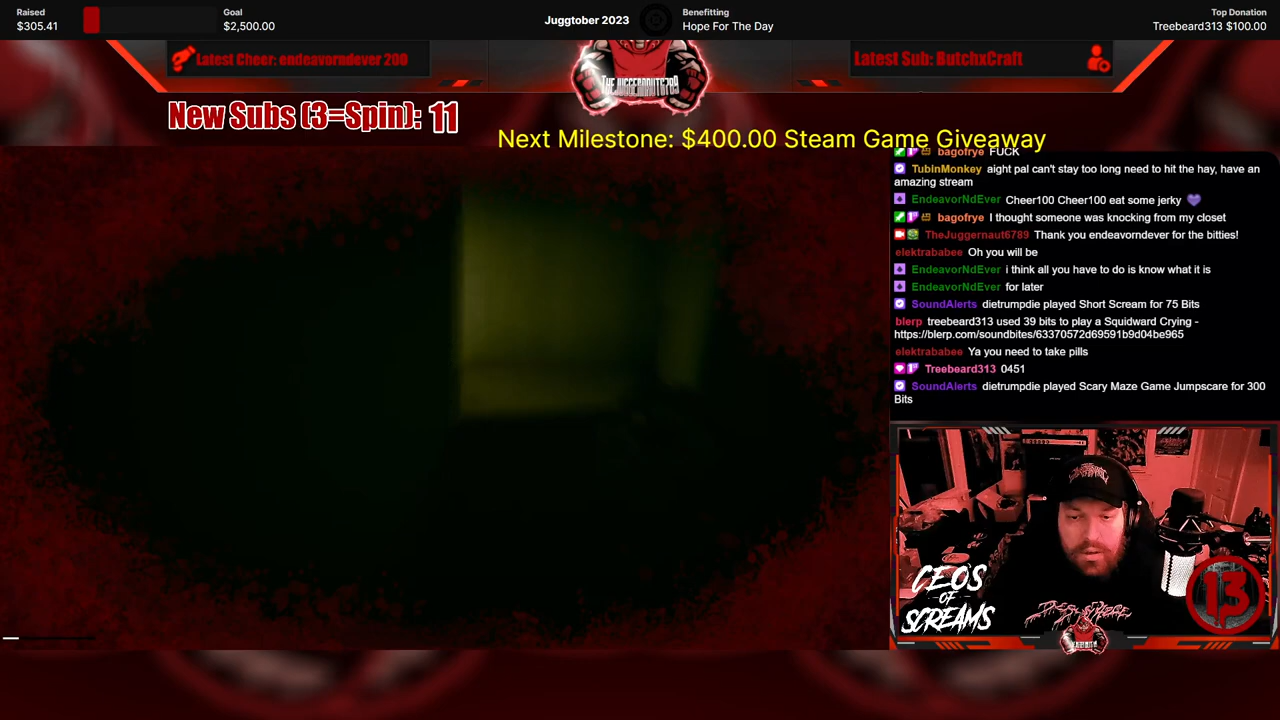 Raised
$305.41
Goal
$2,500.00
Juggtober 2023
Benefitting
Hope For The Day
Top Donation
Treebeard313 $100.00
Latest Cheer: endeavorndever 200
THEJUGGERNAUT6789
Latest Sub: ButchxCraft
New Subs (3=Spin): 11
Next Milestone: $400.00 Steam Game Giveaway
bagofrye FUCK
TubinMonkey aight pal can't stay too long need to hit the hay, have an
amazing stream
EndeavorNdEver Cheer100 Cheer100 eat some jerky 💜
bagofrye I thought someone was knocking from my closet
TheJuggernaut6789 Thank you endeavorndever for the bitties!
elektrababee Oh you will be
EndeavorNdEver i think all you have to do is know what it is
EndeavorNdEver for later
SoundAlerts dietrumpdie played Short Scream for 75 Bits
blerp treebeard313 used 39 bits to play a Squidward Crying -
https://blerp.com/soundbites/63370572d69591b9d04be965
elektrababee Ya you need to take pills
Treebeard313 0451
SoundAlerts dietrumpdie played Scary Maze Game Jumpscare for 300
Bits
CEOS
OF
SCREAMS
13